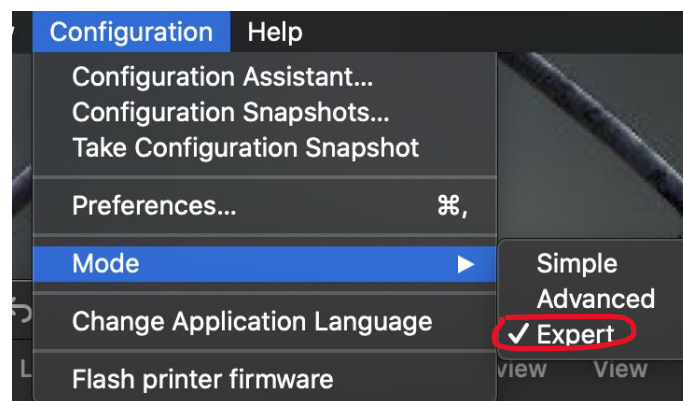 Configuration Help
Configuration Assistant...
Configuration Snapshots...
Take Configuration Snapshot
Preferences... ⌘,
Mode ▶
Simple
Advanced
✓ Expert
Change Application Language
View
Flash printer firmware